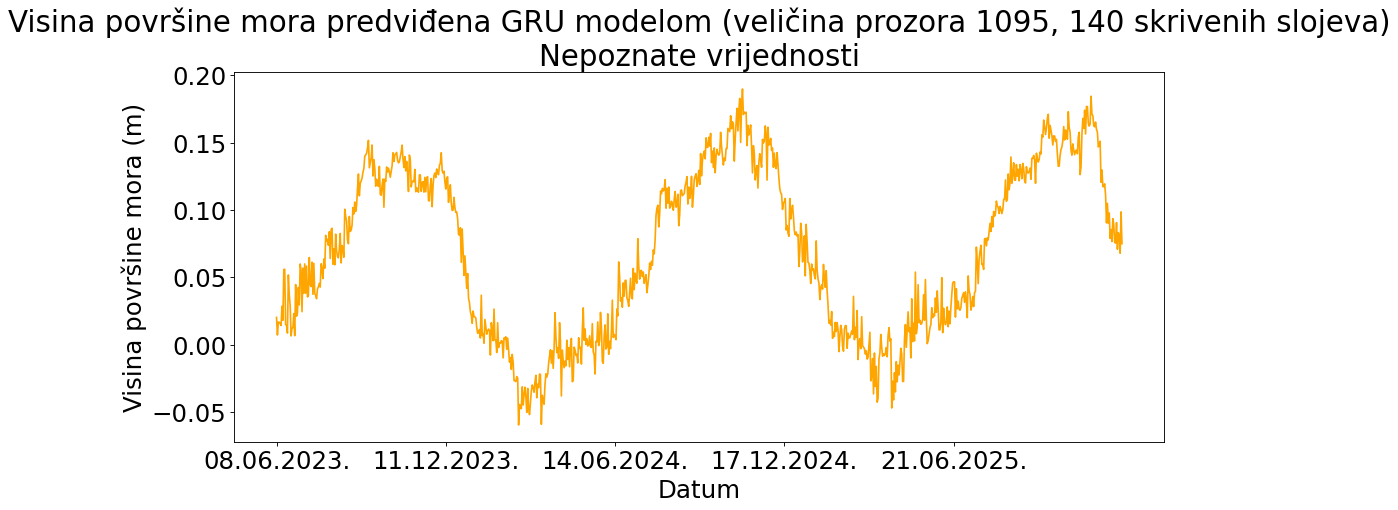 Visina površine mora predviđena GRU modelom (veličina prozora 1095, 140 skrivenih slojeva)
Nepoznate vrijednosti
Visina površine mora (m)
0.20
0.15
0.10
0.05
0.00
−0.05
08.06.2023. 11.12.2023. 14.06.2024. 17.12.2024. 21.06.2025.
Datum